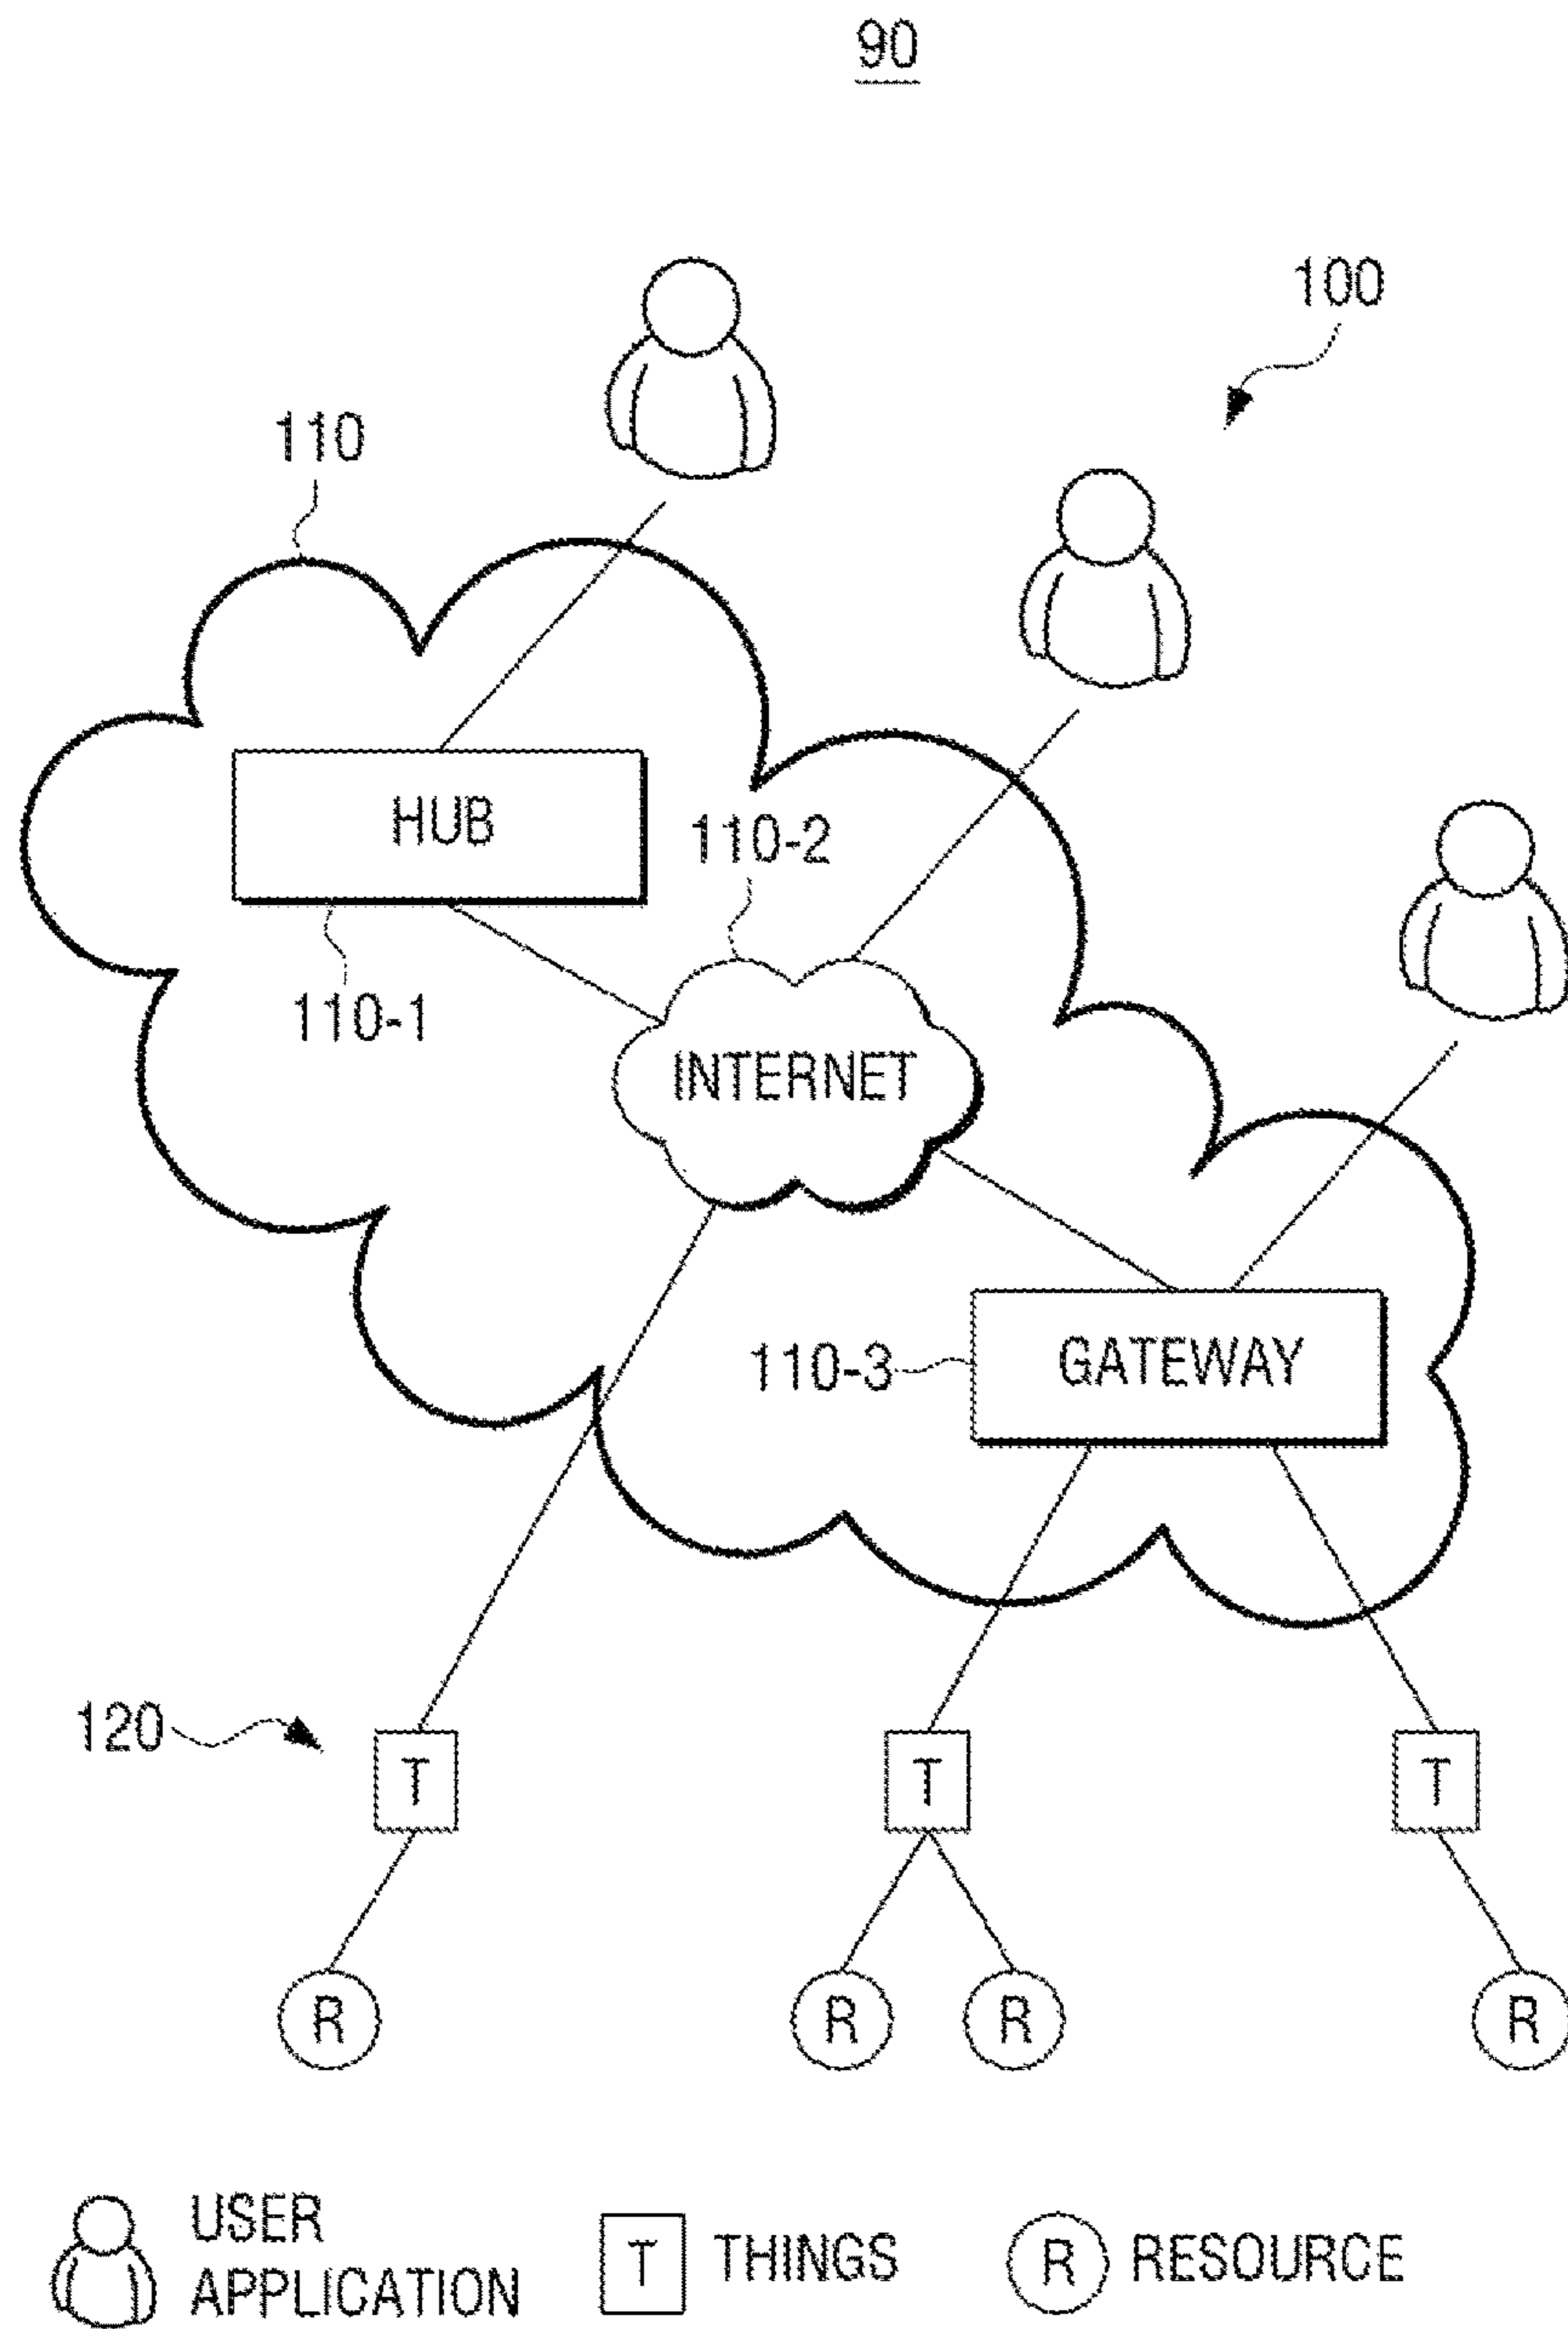 90
100
110
HUB
110-2
110-1
INTERNET
110-3
GATEWAY
120
T
T
T
R
R
R
R
USER
APPLICATION
T
THINGS
R
RESOURCE